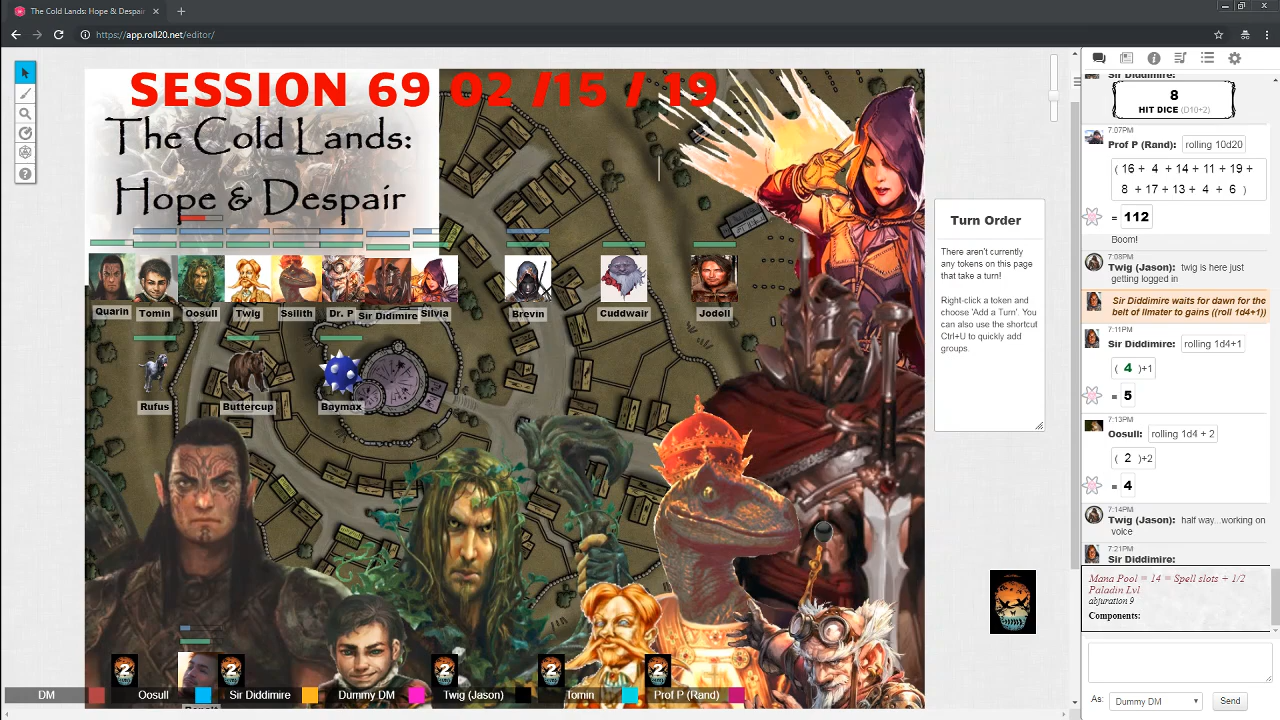 The Cold Lands: Hope & Despair
https://app.roll20.net/editor/
SESSION 69 02 /15 / 19
The Cold Lands:
Hope & Despair
Quarin
Tomin
Oosull
Twig
Ssilith
Dr. P
Sir Didimire
Silvia
Brevin
Cuddwair
Jodell
Rufus
Buttercup
Baymax
Turn Order
There aren't currently
any tokens on this page
that take a turn!
Right-click a token and
choose 'Add a Turn'. You
can also use the shortcut
Ctrl+U to quickly add
groups.
Sir Diddimire:
8
HIT DICE (D10+2)
7:07PM
Prof P (Rand): rolling 10d20
( 16 + 4 + 14 + 11 + 19 +
8 + 17 + 13 + 4 + 6 )
= 112
Boom!
7:08PM
Twig (Jason): twig is here just
getting logged in
Sir Diddimire waits for dawn for the
belt of Ilmater to gains ((roll 1d4+1))
7:11PM
Sir Diddimire: rolling 1d4+1
( 4 )+1
= 5
7:13PM
Oosull: rolling 1d4 + 2
( 2 )+2
= 4
7:14PM
Twig (Jason): half way...working on
voice
7:21PM
Sir Diddimire:
Mana Pool = 14 = Spell slots + 1/2
Paladin Lvl
abjuration 9
Components:
As:
Dummy DM
Send
2
2
2
2
2
DM
Oosull
Sir Diddimire
Dummy DM
Twig (Jason)
Tomin
Prof P (Rand)